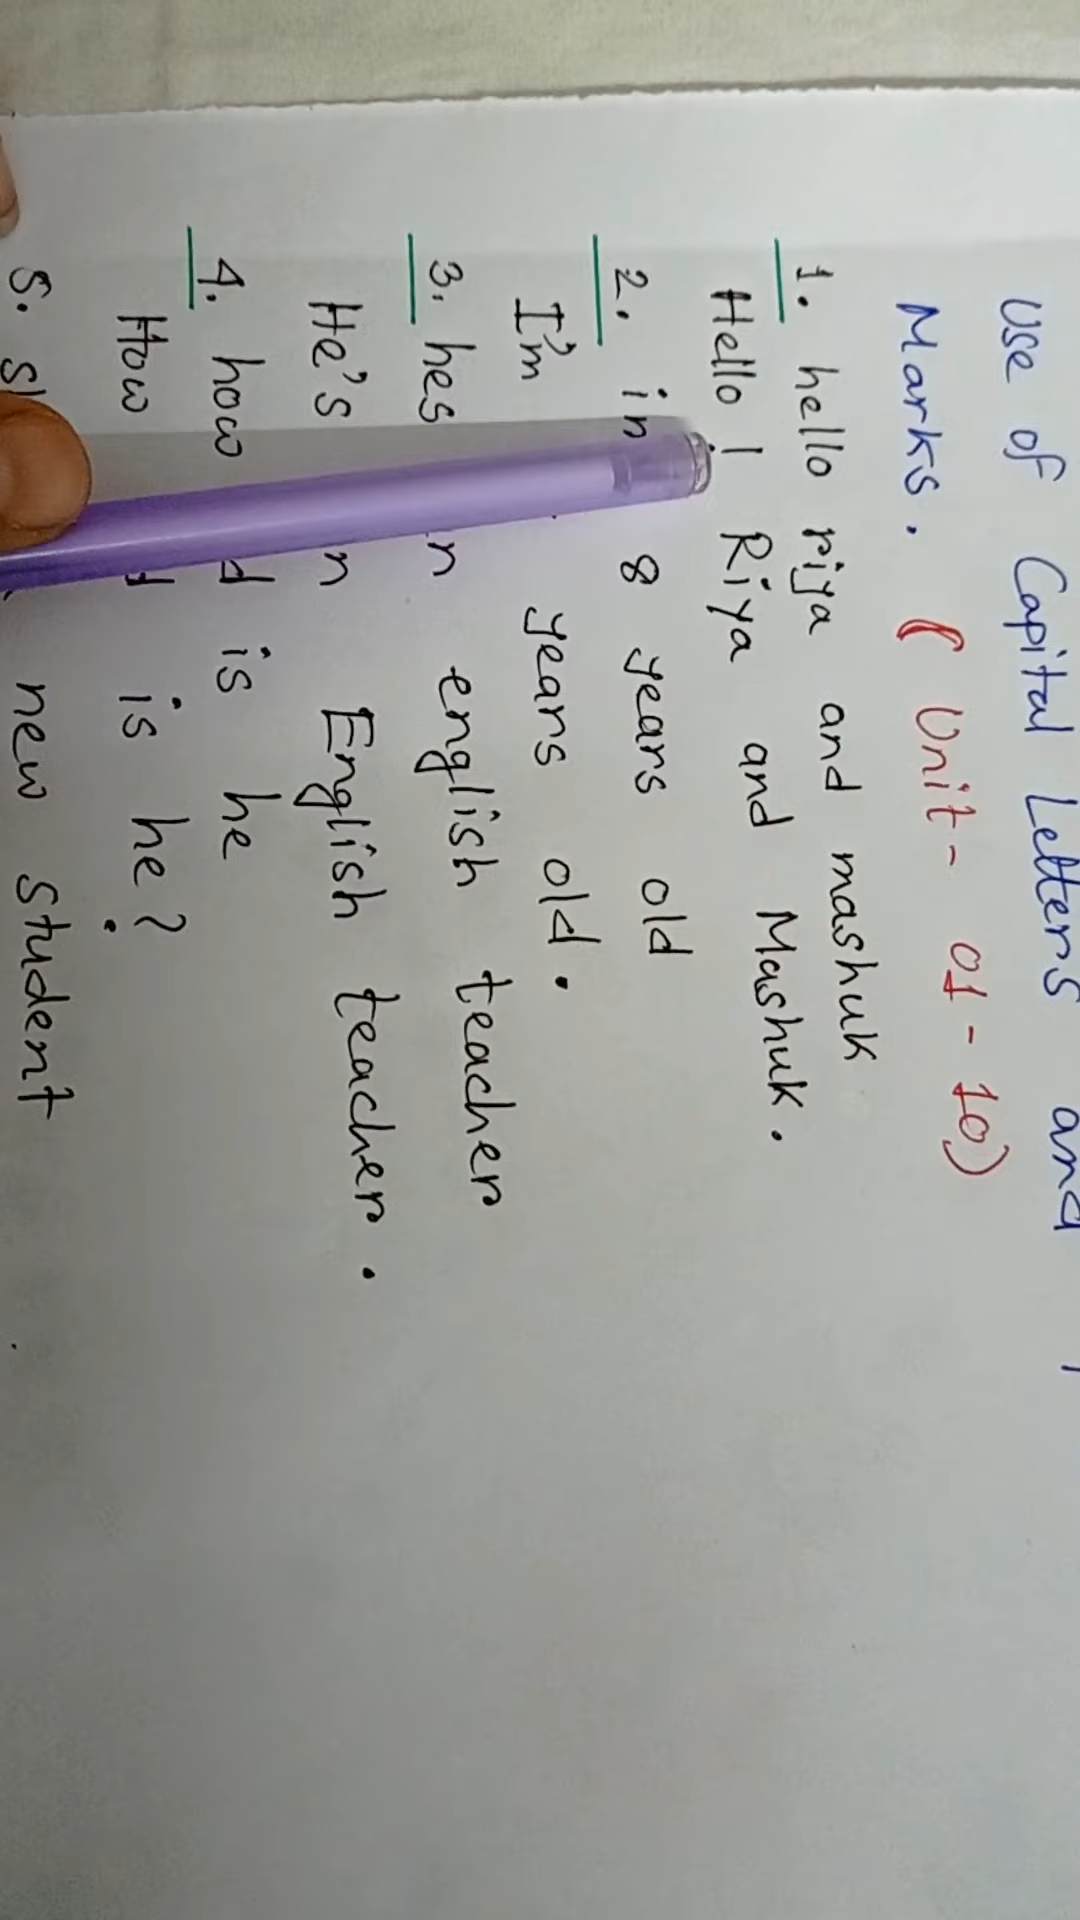 Use of Capital Letters and
Marks. ( Unit- 01-10)
1. hello riya and mashuk
Hello ! Riya and Mashuk.
2. 8 years old
I'm years old.
3. hes english teacher
He's English teacher.
4. how is he
How is he?
5. new student